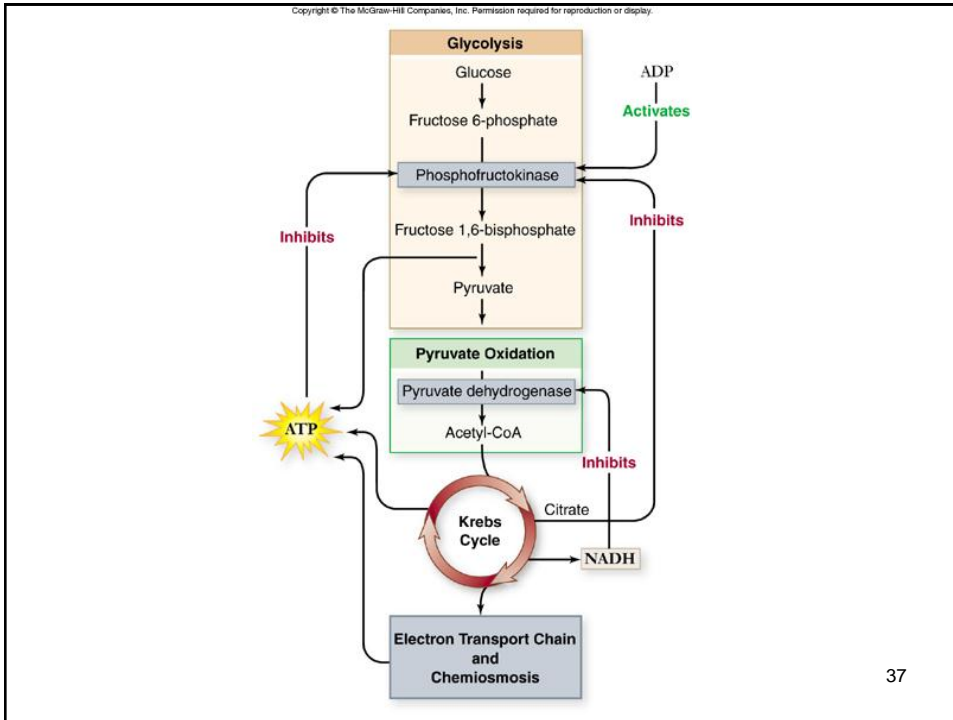 Copyright © The McGraw-Hill Companies, Inc. Permission required for reproduction or display.
Glycolysis
Glucose
ADP
Activates
Fructose 6-phosphate
Phosphofructokinase
Inhibits
Inhibits
Fructose 1,6-bisphosphate
Pyruvate
Pyruvate Oxidation
Pyruvate dehydrogenase
ATP
Acetyl-CoA
Inhibits
Krebs
Cycle
Citrate
NADH
Electron Transport Chain
and
Chemiosmosis
37